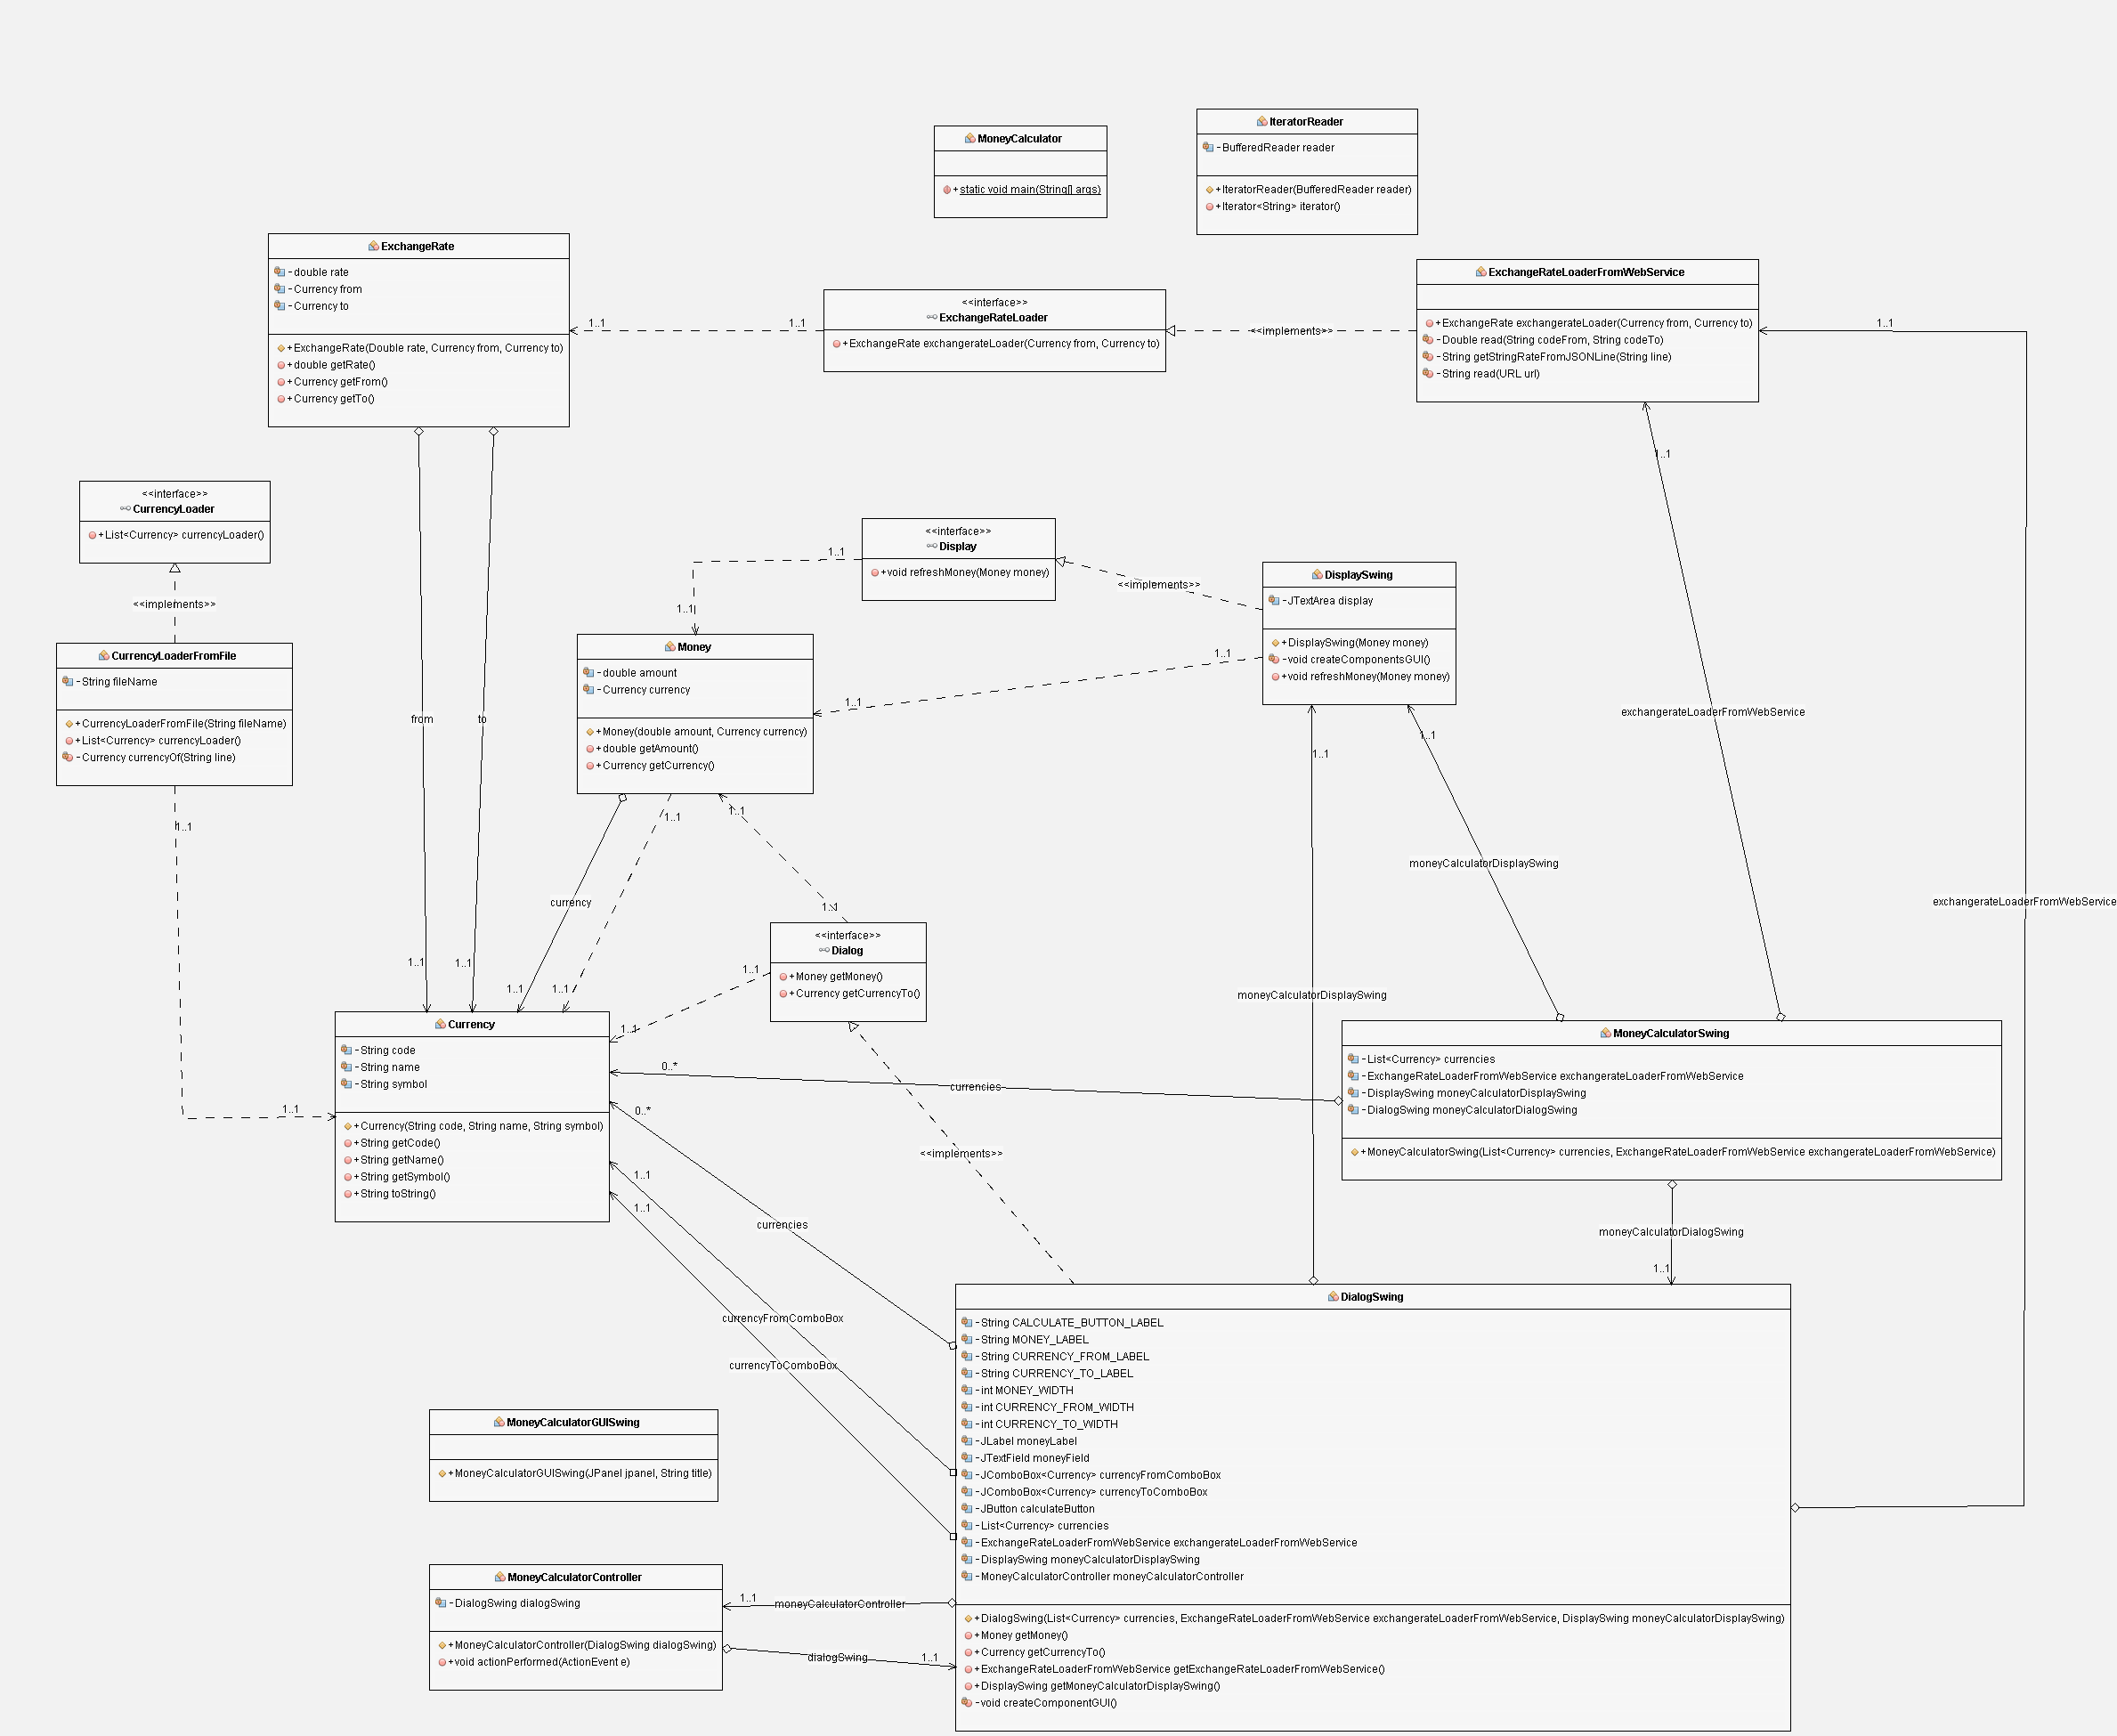 MoneyCalculator
+ static void main(String[] args)
IteratorReader
- BufferedReader reader
+ IteratorReader(BufferedReader reader)
+ Iterator<String> iterator()
ExchangeRate
- double rate
- Currency from
- Currency to
+ ExchangeRate(Double rate, Currency from, Currency to)
+ double getRate()
+ Currency getFrom()
+ Currency getTo()
1..1
1..1
<<interface>>
ExchangeRateLoader
+ ExchangeRate exchangerateLoader(Currency from, Currency to)
<<implements>>
ExchangeRateLoaderFromWebService
+ ExchangeRate exchangerateLoader(Currency from, Currency to)
- Double read(String codeFrom, String codeTo)
- String getStringRateFromJSONLine(String line)
- String read(URL url)
1..1
1..1
<<interface>>
CurrencyLoader
+ List<Currency> currencyLoader()
<<implements>>
CurrencyLoaderFromFile
- String fileName
+ CurrencyLoaderFromFile(String fileName)
+ List<Currency> currencyLoader()
- Currency currencyOf(String line)
1..1
1..1
from
to
1..1
1..1
<<interface>>
Display
+ void refreshMoney(Money money)
1..1
1..1
<<implements>>
DisplaySwing
- JTextArea display
+ DisplaySwing(Money money)
- void createComponentsGUI()
+ void refreshMoney(Money money)
1..1
1..1
Money
- double amount
- Currency currency
+ Money(double amount, Currency currency)
+ double getAmount()
+ Currency getCurrency()
1..1
1..1
currency
1..1
1..1
1..1
<<interface>>
Dialog
+ Money getMoney()
+ Currency getCurrencyTo()
1..1
1..1
<<implements>>
exchangerateLoaderFromWebService
1..1
1..1
moneyCalculatorDisplaySwing
exchangerateLoaderFromWebService
moneyCalculatorDisplaySwing
Currency
- String code
- String name
- String symbol
+ Currency(String code, String name, String symbol)
+ String getCode()
+ String getName()
+ String getSymbol()
+ String toString()
0..*
currencies
0..*
currencies
1..1
1..1
currencyFromComboBox
currencyToComboBox
MoneyCalculatorSwing
- List<Currency> currencies
- ExchangeRateLoaderFromWebService exchangerateLoaderFromWebService
- DisplaySwing moneyCalculatorDisplaySwing
- DialogSwing moneyCalculatorDialogSwing
+ MoneyCalculatorSwing(List<Currency> currencies, ExchangeRateLoaderFromWebService exchangerateLoaderFromWebService)
moneyCalculatorDialogSwing
1..1
DialogSwing
- String CALCULATE_BUTTON_LABEL
- String MONEY_LABEL
- String CURRENCY_FROM_LABEL
- String CURRENCY_TO_LABEL
- int MONEY_WIDTH
- int CURRENCY_FROM_WIDTH
- int CURRENCY_TO_WIDTH
- JLabel moneyLabel
- JTextField moneyField
- JComboBox<Currency> currencyFromComboBox
- JComboBox<Currency> currencyToComboBox
- JButton calculateButton
- List<Currency> currencies
- ExchangeRateLoaderFromWebService exchangerateLoaderFromWebService
- DisplaySwing moneyCalculatorDisplaySwing
- MoneyCalculatorController moneyCalculatorController
+ DialogSwing(List<Currency> currencies, ExchangeRateLoaderFromWebService exchangerateLoaderFromWebService, DisplaySwing moneyCalculatorDisplaySwing)
+ Money getMoney()
+ Currency getCurrencyTo()
+ ExchangeRateLoaderFromWebService getExchangeRateLoaderFromWebService()
+ DisplaySwing getMoneyCalculatorDisplaySwing()
- void createComponentGUI()
MoneyCalculatorGUISwing
+ MoneyCalculatorGUISwing(JPanel jpanel, String title)
MoneyCalculatorController
- DialogSwing dialogSwing
+ MoneyCalculatorController(DialogSwing dialogSwing)
+ void actionPerformed(ActionEvent e)
1..1
moneyCalculatorController
dialogSwing
1..1